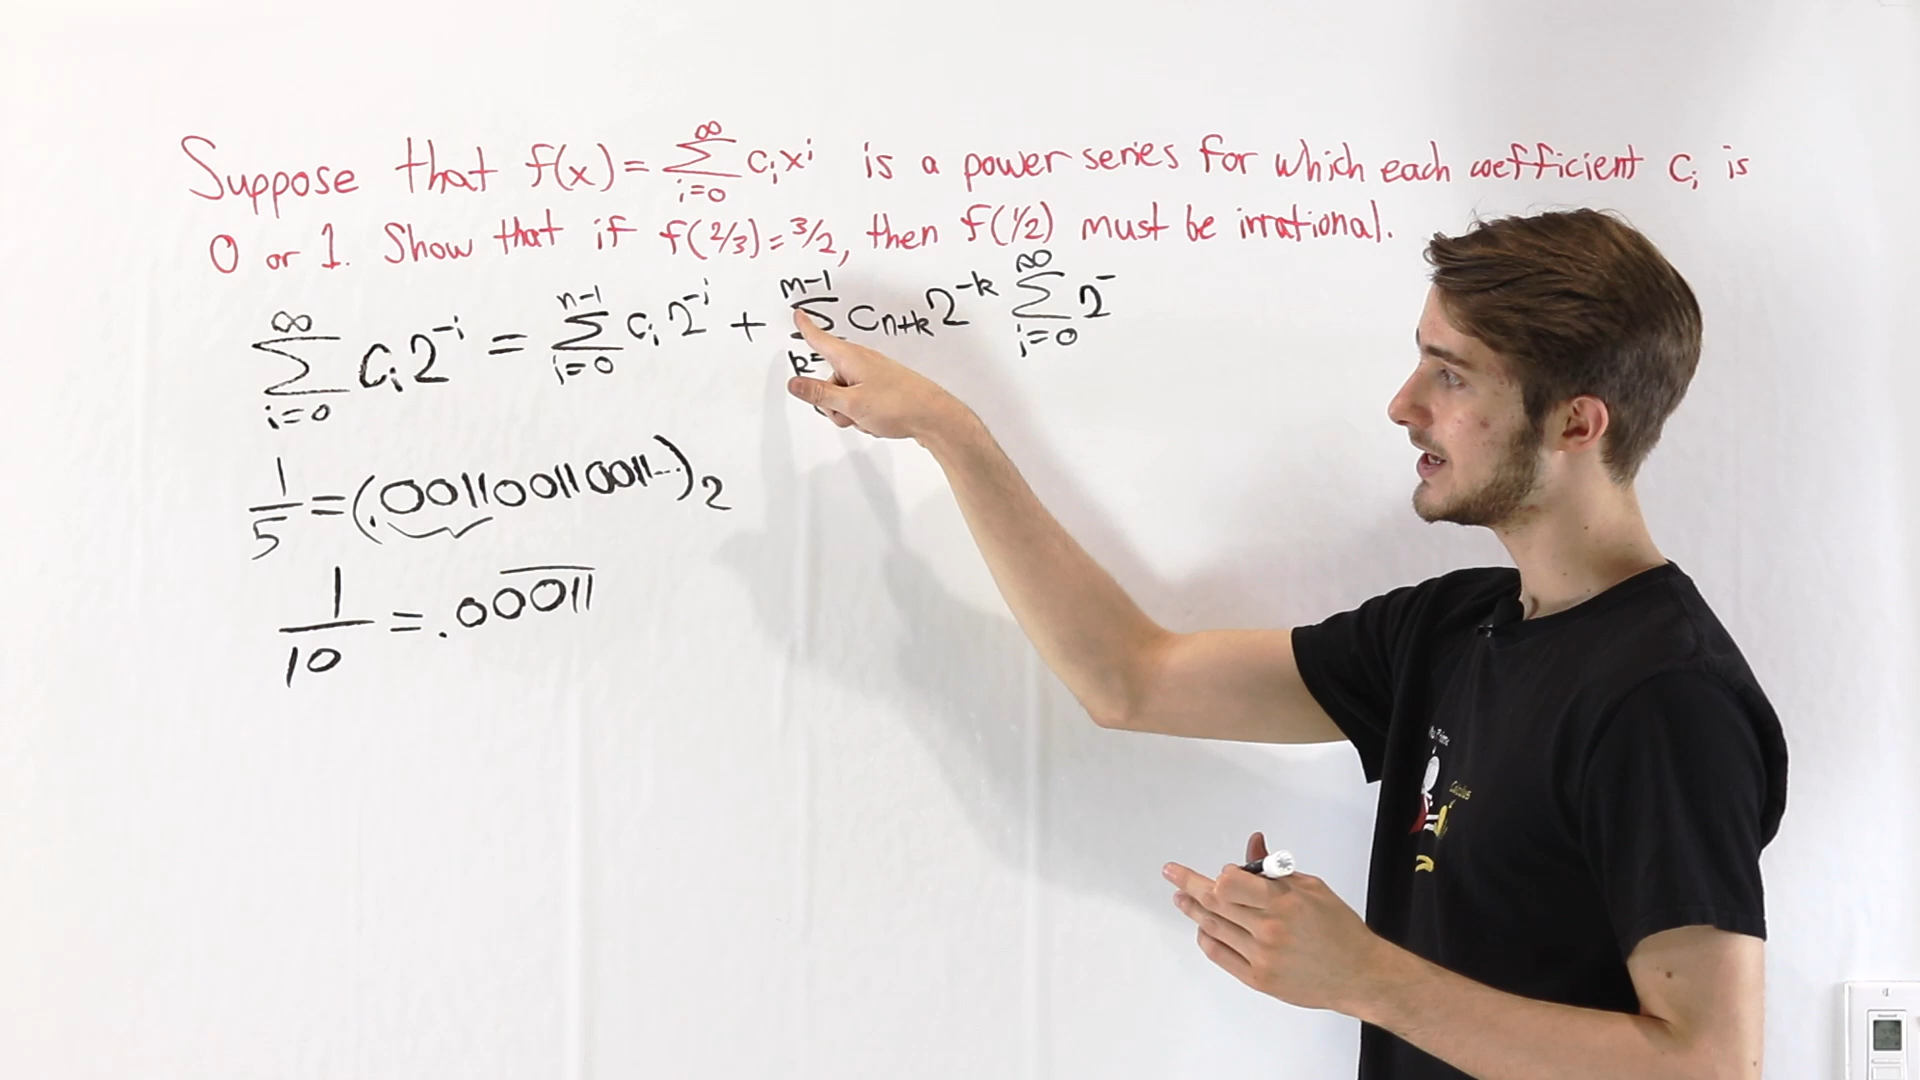 Suppose that f(x) = ∑_{i=0}^{∞} c_i x^i is a power series for which each coefficient c_i is
0 or 1. Show that if f(2/3) = 3/2, then f(1/2) must be irrational.
∑_{i=0}^{∞} c_i 2^{-i} = ∑_{i=0}^{n-1} c_i 2^{-i} + ∑_{k=}^{m-1} c_{n+k} 2^{-k} ∑_{i=0}^{∞} 2^{-}
1/5 = (.001100110011...)_2
1/10 = .0\overline{0011}